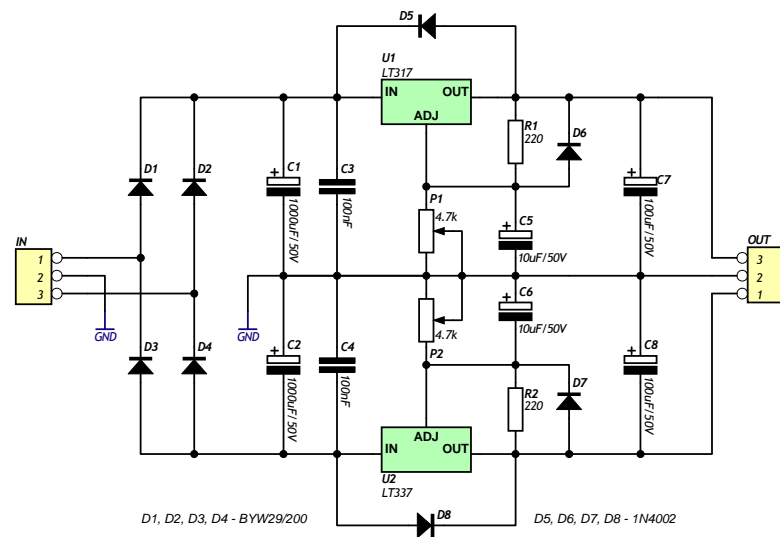 D5
U1
LT317
IN
OUT
ADJ
R1
220
D6
D1
D2
C1
+
1000uF/50V
C3
100nF
P1
4.7k
+
C5
10uF/50V
+
C7
100uF/50V
IN
1
2
3
GND
GND
OUT
3
2
1
+
C6
10uF/50V
4.7k
P2
D3
D4
+
C2
1000uF/50V
C4
100nF
R2
220
D7
+
C8
100uF/50V
ADJ
IN
OUT
U2
LT337
D8
D1, D2, D3, D4 - BYW29/200
D5, D6, D7, D8 - 1N4002